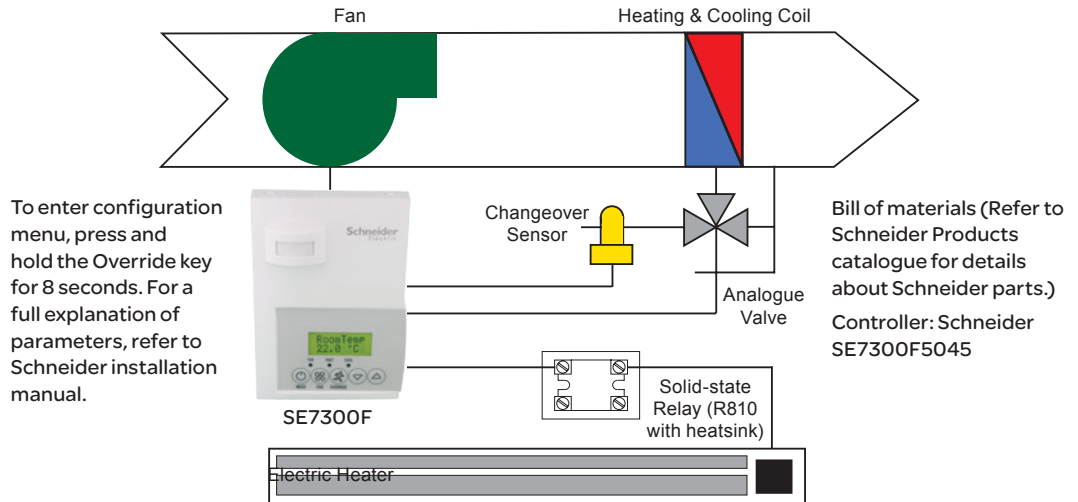 Fan
Heating & Cooling Coil
To enter configuration
menu, press and
hold the Override key
for 8 seconds. For a
full explanation of
parameters, refer to
Schneider installation
manual.
Schneider
Electric
RoomTemp
22.0 °C
SE7300F
Changeover
Sensor
Analogue
Valve
Solid-state
Relay (R810
with heatsink)
Electric Heater
Bill of materials (Refer to
Schneider Products
catalogue for details
about Schneider parts.)
Controller: Schneider
SE7300F5045